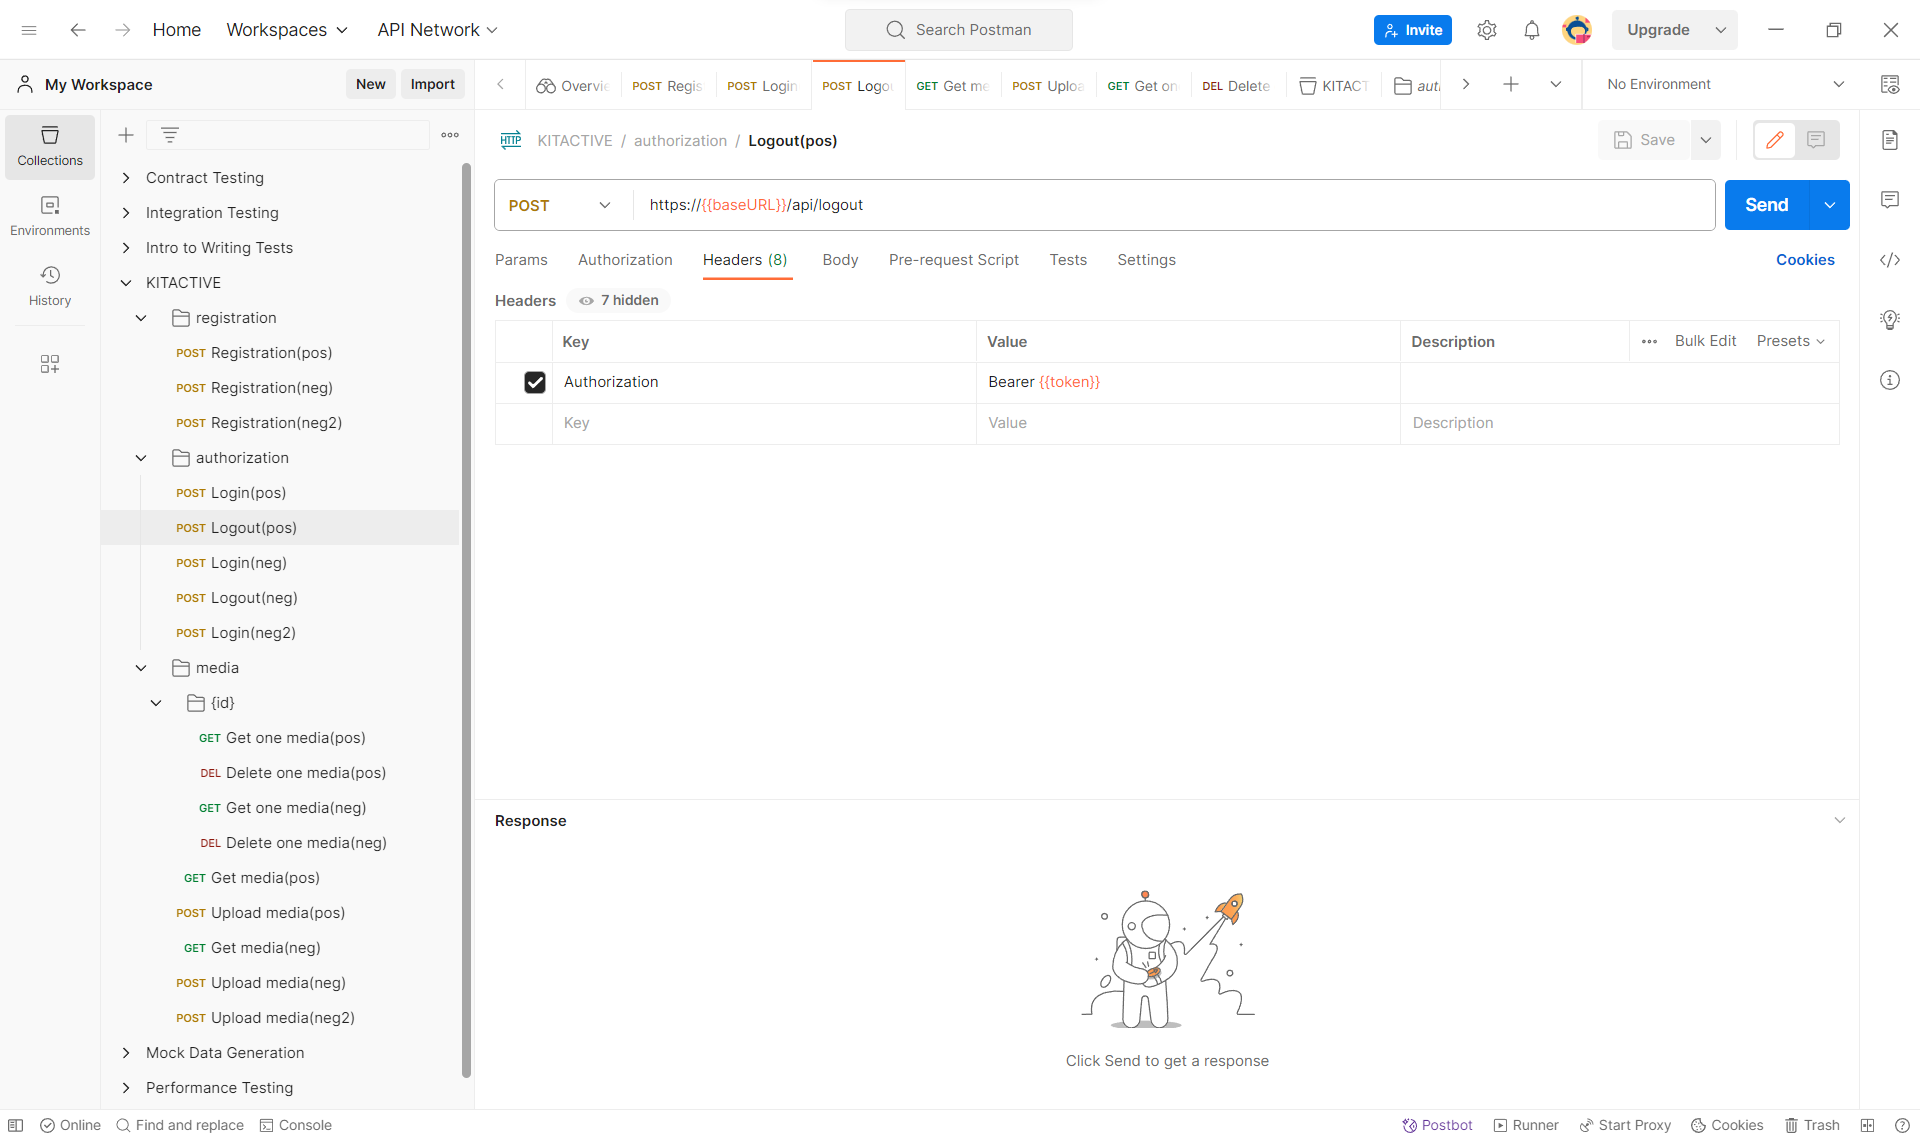 Home Workspaces API Network Search Postman Invite Upgrade
My Workspace New Import
Overvie POST Regis POST Login POST Logou GET Get me POST Uploa GET Get on DEL Delete KITACT auth No Environment
Collections
Environments
History
Contract Testing
Integration Testing
Intro to Writing Tests
KITACTIVE
registration
POST Registration(pos)
POST Registration(neg)
POST Registration(neg2)
authorization
POST Login(pos)
POST Logout(pos)
POST Login(neg)
POST Logout(neg)
POST Login(neg2)
media
{id}
GET Get one media(pos)
DEL Delete one media(pos)
GET Get one media(neg)
DEL Delete one media(neg)
GET Get media(pos)
POST Upload media(pos)
GET Get media(neg)
POST Upload media(neg)
POST Upload media(neg2)
Mock Data Generation
Performance Testing
HTTP KITACTIVE / authorization / Logout(pos) Save
POST https://{{baseURL}}/api/logout Send
Params Authorization Headers (8) Body Pre-request Script Tests Settings Cookies
Headers 7 hidden
Key Value Description Bulk Edit Presets
Authorization Bearer {{token}}
Key Value Description
Response
Click Send to get a response
Online Find and replace Console Postbot Runner Start Proxy Cookies Trash